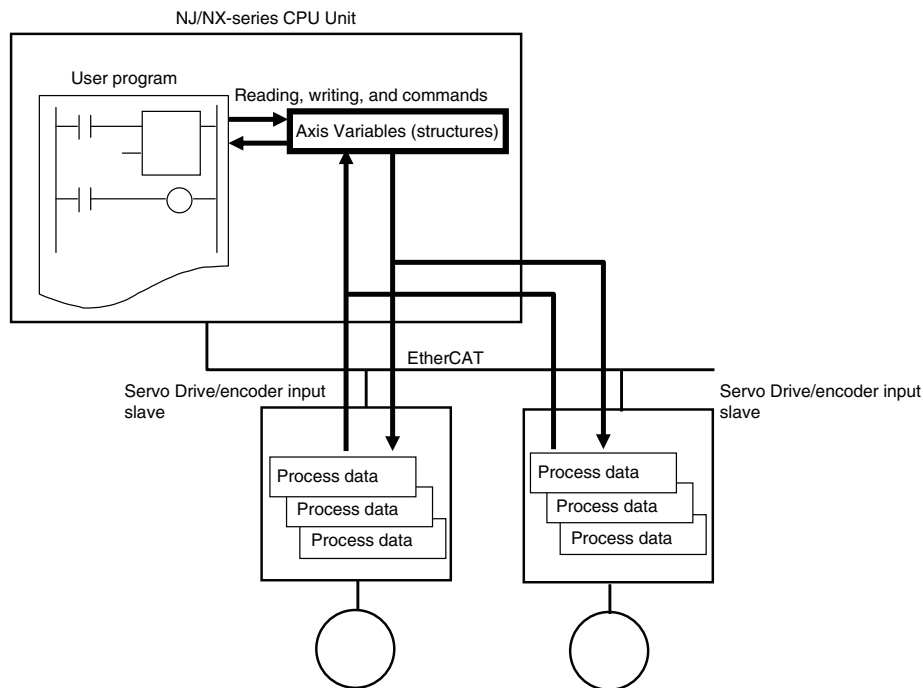 NJ/NX-series CPU Unit
User program
Reading, writing, and commands
Axis Variables (structures)
EtherCAT
Servo Drive/encoder input
slave
Servo Drive/encoder input
slave
Process data
Process data
Process data
Process data
Process data
Process data